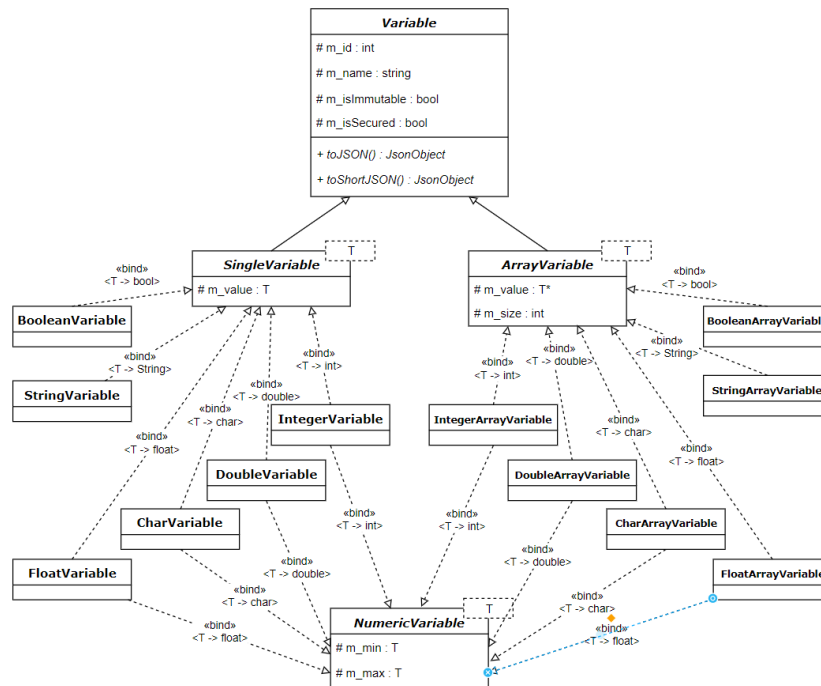 Variable
# m_id : int
# m_name : string
# m_isImmutable : bool
# m_isSecured : bool
+ toJSON() : JsonObject
+ toShortJSON() : JsonObject
T
SingleVariable
# m_value : T
T
ArrayVariable
# m_value : T*
# m_size : int
«bind»
<T -> bool>
BooleanVariable
«bind»
<T -> String>
StringVariable
«bind»
<T -> float>
«bind»
<T -> char>
«bind»
<T -> double>
«bind»
<T -> int>
IntegerVariable
DoubleVariable
CharVariable
FloatVariable
«bind»
<T -> bool>
BooleanArrayVariable
«bind»
<T -> String>
StringArrayVariable
«bind»
<T -> int>
«bind»
<T -> double>
«bind»
<T -> char>
«bind»
<T -> float>
IntegerArrayVariable
DoubleArrayVariable
CharArrayVariable
FloatArrayVariable
«bind»
<T -> int>
«bind»
<T -> double>
«bind»
<T -> char>
«bind»
<T -> float>
«bind»
<T -> int>
«bind»
<T -> double>
«bind»
<T -> char>
«bind»
<T -> float>
T
NumericVariable
# m_min : T
# m_max : T